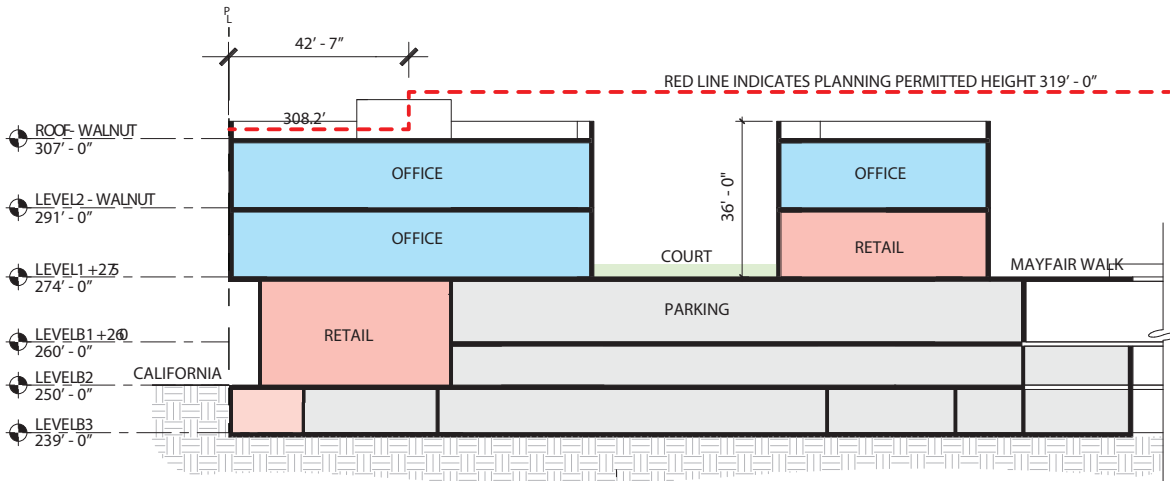 P
L
42' - 7"
RED LINE INDICATES PLANNING PERMITTED HEIGHT 319' - 0"
308.2'
ROOF- WALNUT
307' - 0"
OFFICE
OFFICE
36' - 0"
LEVEL2 - WALNUT
291' - 0"
OFFICE
RETAIL
COURT
LEVEL1 +275
274' - 0"
MAYFAIR WALK
PARKING
RETAIL
LEVELB1 +260
260' - 0"
CALIFORNIA
LEVELB2
250' - 0"
LEVELB3
239' - 0"